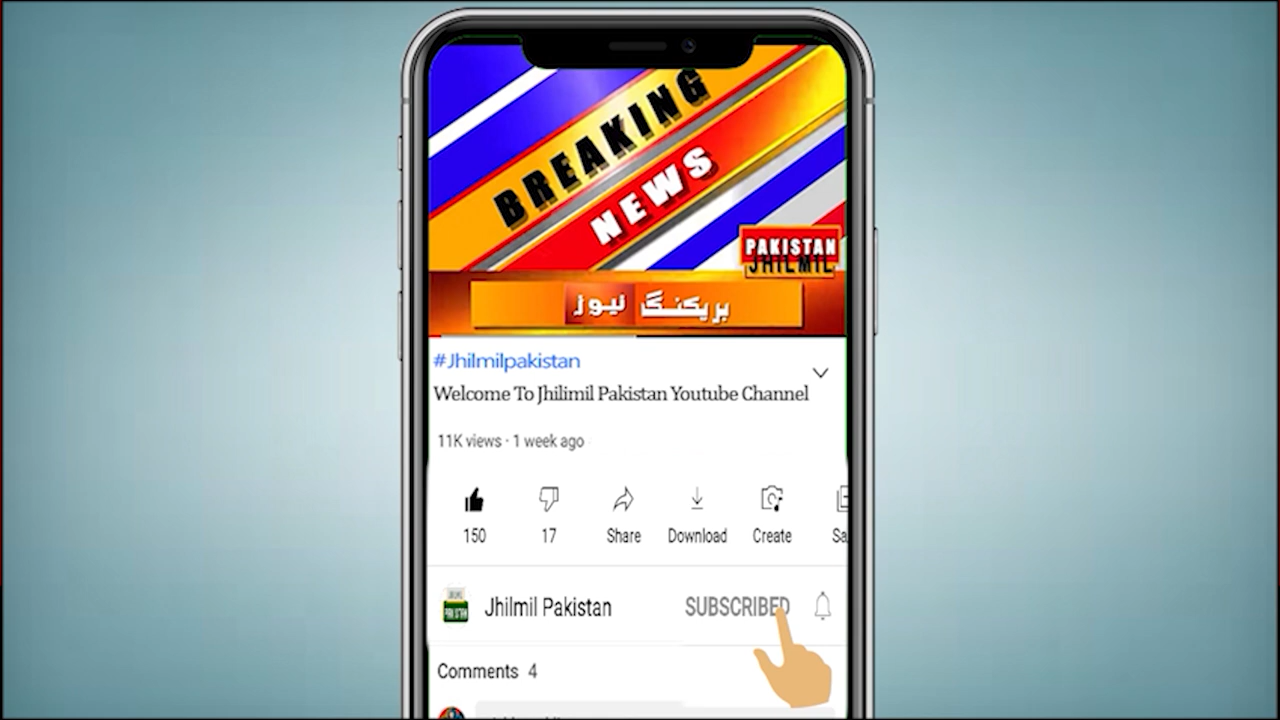 BREAKING
NEWS
PAKISTAN
JHILMIL
بریکنگ نیوز
#Jhilmilpakistan
Welcome To Jhilimil Pakistan Youtube Channel
11K views · 1 week ago
150
17
Share
Download
Create
Sa
Jhilmil Pakistan
SUBSCRIBED
Comments 4